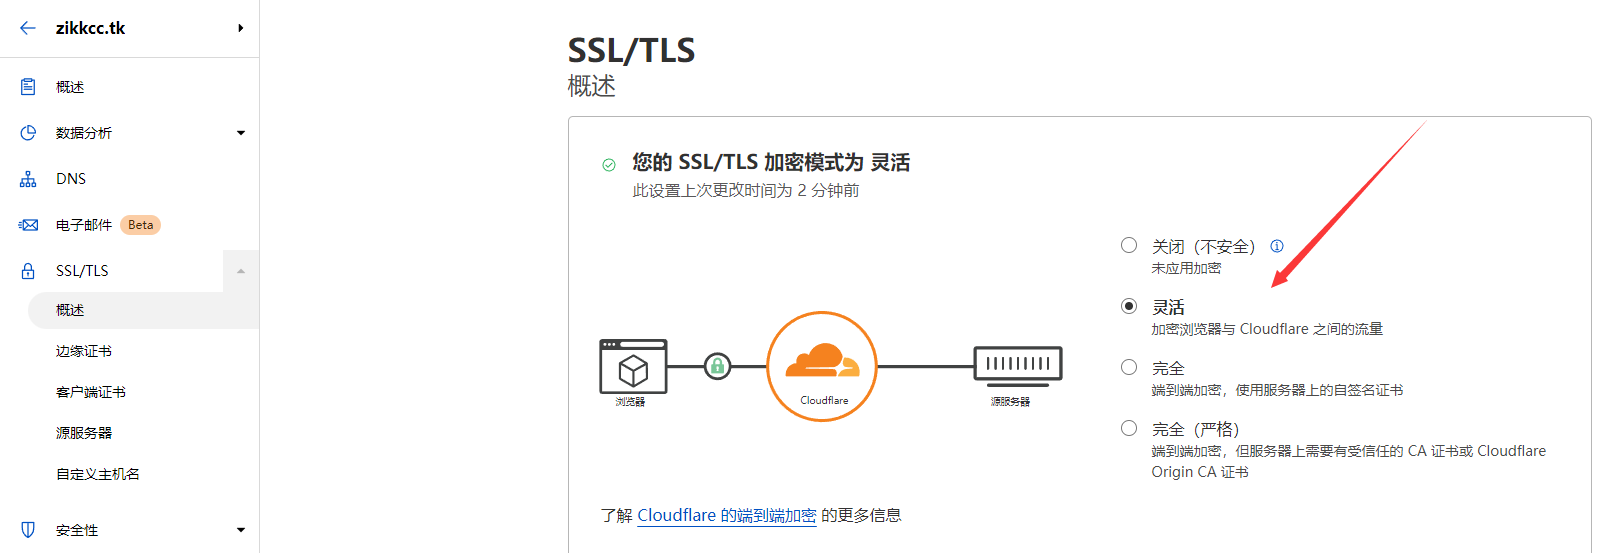 zikkcc.tk
概述
数据分析
DNS
电子邮件 Beta
SSL/TLS
概述
边缘证书
客户端证书
源服务器
自定义主机名
安全性
SSL/TLS
概述
您的 SSL/TLS 加密模式为 灵活
此设置上次更改时间为 2 分钟前
浏览器
Cloudflare
源服务器
关闭（不安全）
未应用加密
灵活
加密浏览器与 Cloudflare 之间的流量
完全
端到端加密，使用服务器上的自签名证书
完全（严格）
端到端加密，但服务器上需要有受信任的 CA 证书或 Cloudflare
Origin CA 证书
了解 Cloudflare 的端到端加密 的更多信息